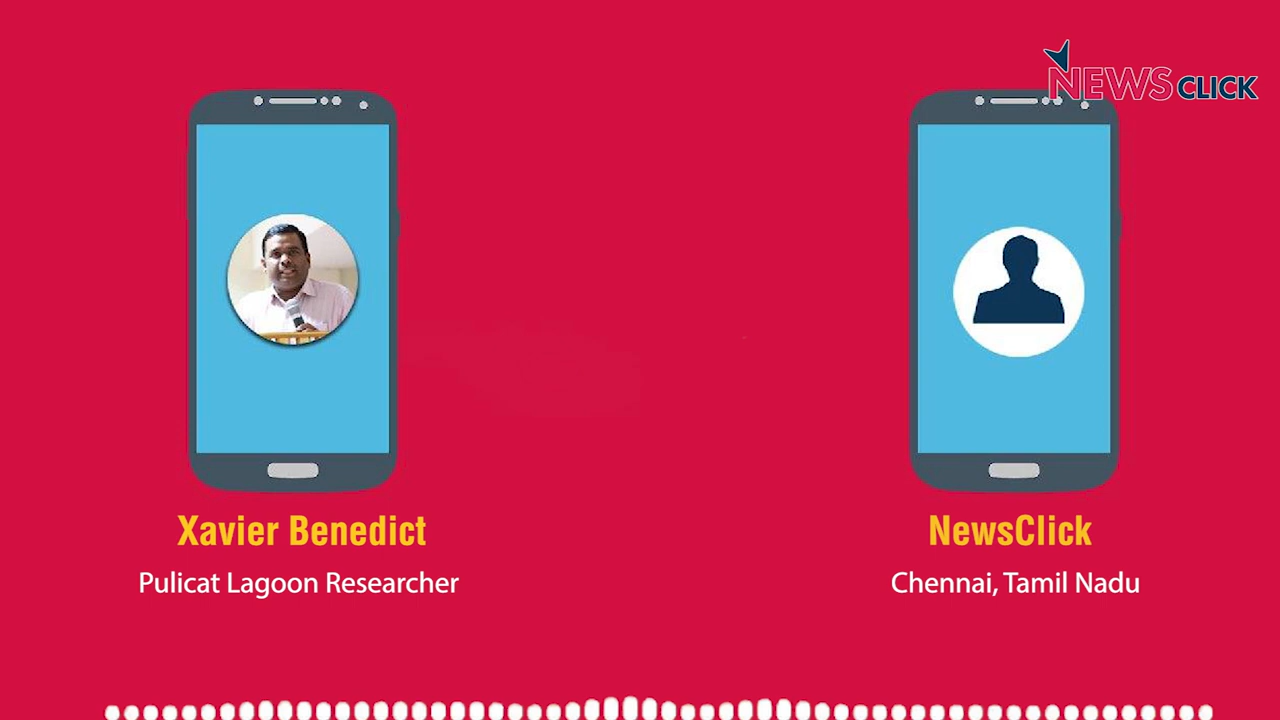 NEWSCLICK
Xavier Benedict
NewsClick
Pulicat Lagoon Researcher
Chennai, Tamil Nadu